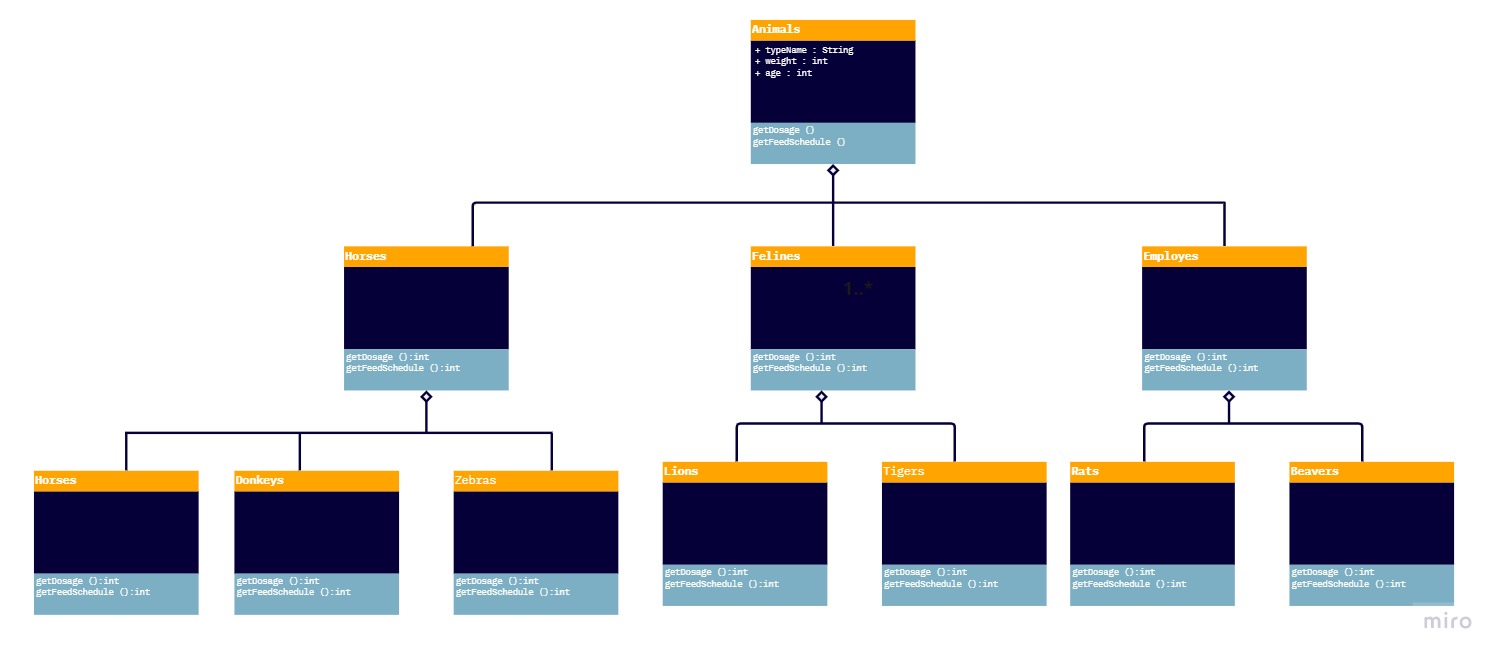 Animals
+ typeName : String
+ weight : int
+ age : int
getDosage ()
getFeedSchedule ()
Horses
getDosage ():int
getFeedSchedule ():int
Felines
1..*
getDosage ():int
getFeedSchedule ():int
Employes
getDosage ():int
getFeedSchedule ():int
Horses
getDosage ():int
getFeedSchedule ():int
Donkeys
getDosage ():int
getFeedSchedule ():int
Zebras
getDosage ():int
getFeedSchedule ():int
Lions
getDosage ():int
getFeedSchedule ():int
Tigers
getDosage ():int
getFeedSchedule ():int
Rats
getDosage ():int
getFeedSchedule ():int
Beavers
getDosage ():int
getFeedSchedule ():int
miro